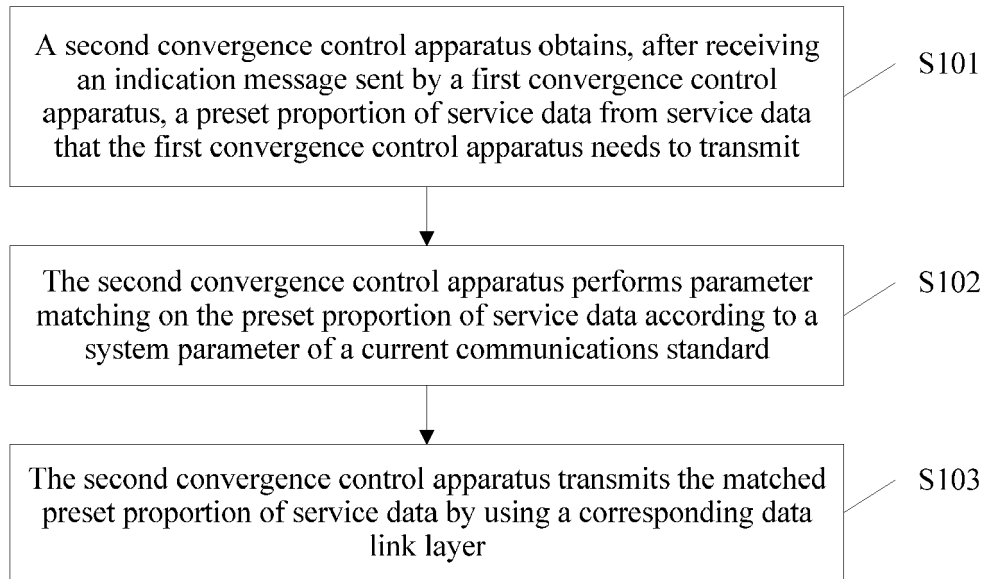 A second convergence control apparatus obtains, after receiving
an indication message sent by a first convergence control
apparatus, a preset proportion of service data from service data
that the first convergence control apparatus needs to transmit
S101
The second convergence control apparatus performs parameter
matching on the preset proportion of service data according to a
system parameter of a current communications standard
S102
The second convergence control apparatus transmits the matched
preset proportion of service data by using a corresponding data
link layer
S103